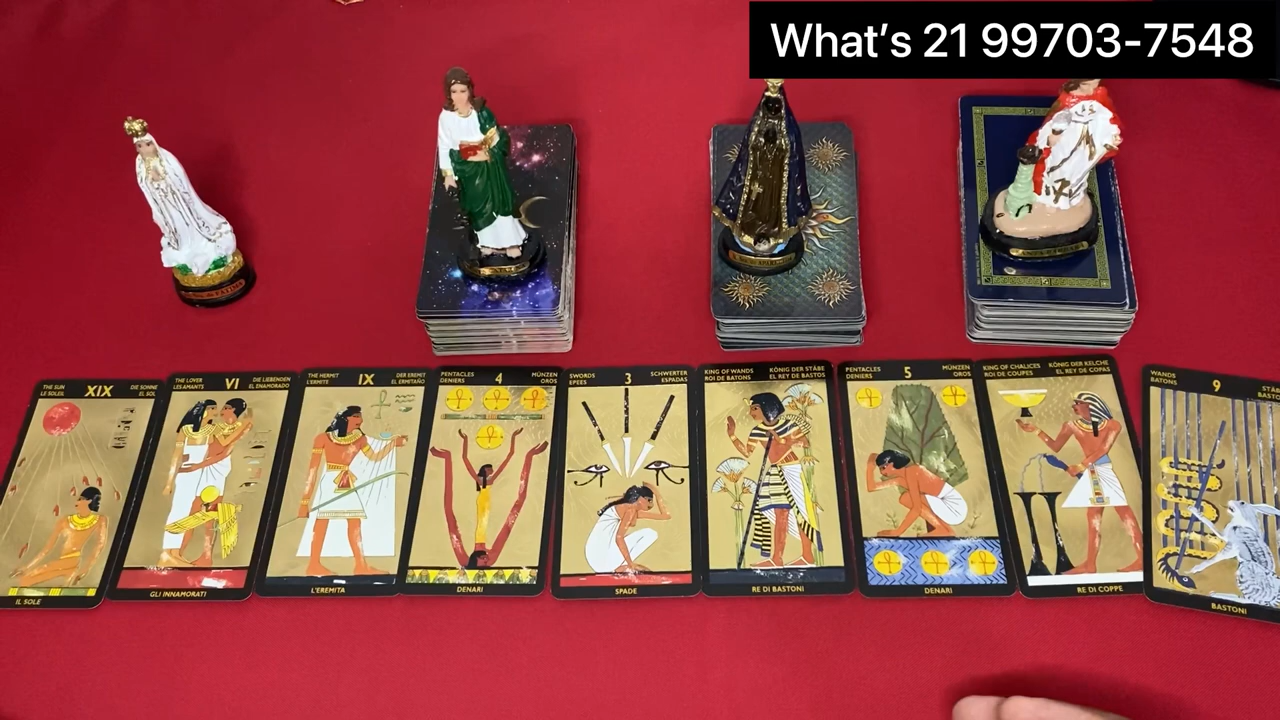 What's 21 99703-7548
THE SUN
LE SOLEIL
XIX
DIE SONNE
EL SOL
IL SOLE
THE LOVER
LES AMANTS
VI
DIE LIEBENDEN
EL ENAMORADO
GLI INNAMORATI
THE HERMIT
L'ERMITE
IX
DER EREMIT
EL ERMITAÑO
L'EREMITA
PENTACLES
DENIERS
4
MÜNZEN
OROS
DENARI
SWORDS
EPEES
3
SCHWERTER
ESPADAS
SPADE
KING OF WANDS
ROI DE BATONS
KÖNIG DER STÄBE
EL REY DE BASTOS
RE DI BASTONI
PENTACLES
DENIERS
5
MÜNZEN
OROS
DENARI
KING OF CHALICES
ROI DE COUPES
KÖNIG DER KELCHE
EL REY DE COPAS
RE DI COPPE
WANDS
BATONS
9
BASTONI